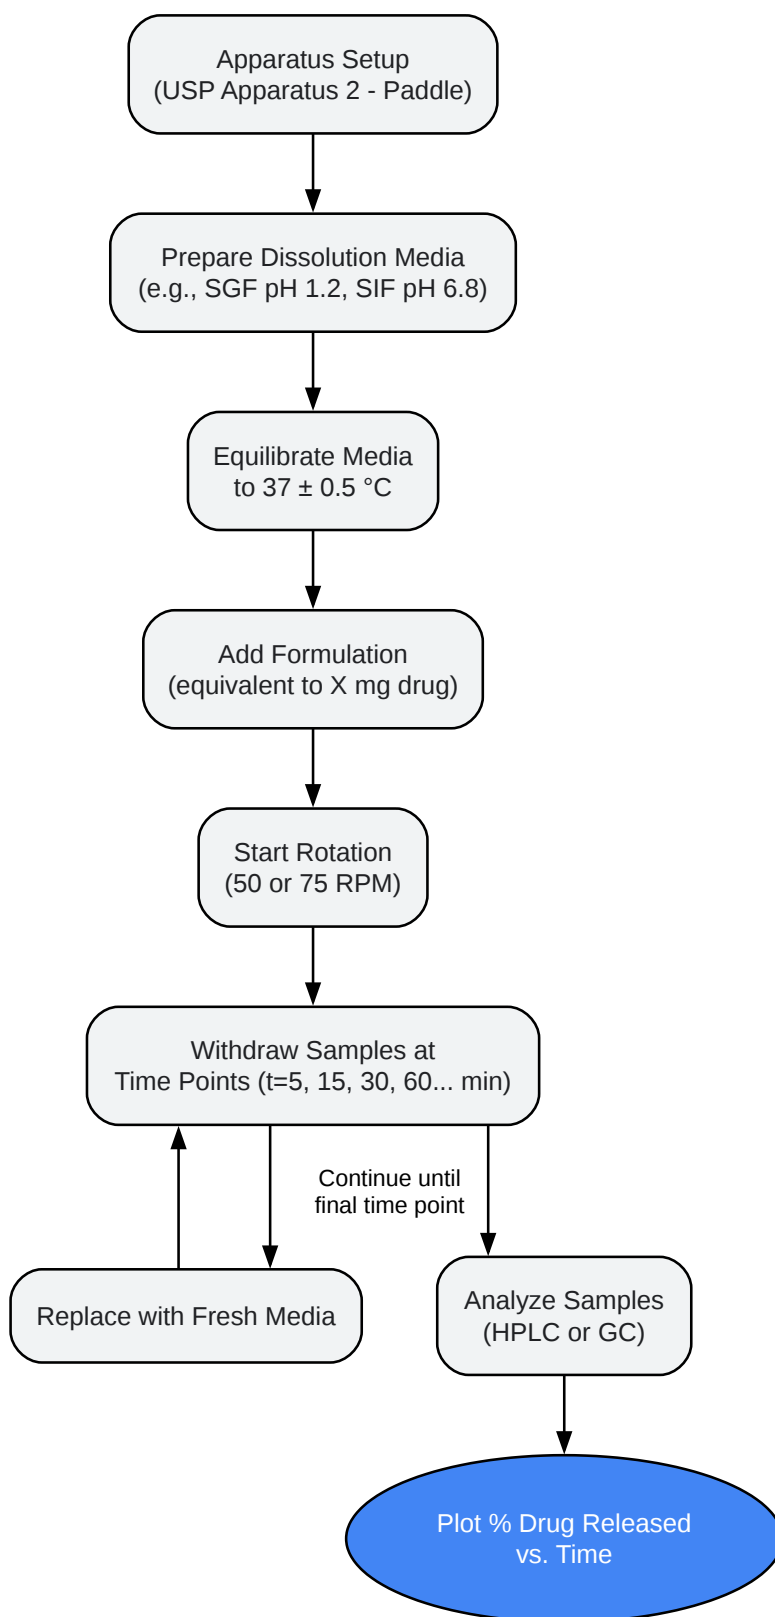 Apparatus Setup
(USP Apparatus 2 - Paddle)
Prepare Dissolution Media
(e.g., SGF pH 1.2, SIF pH 6.8)
Equilibrate Media
to 37 ± 0.5 °C
Add Formulation
(equivalent to X mg drug)
Start Rotation
(50 or 75 RPM)
Withdraw Samples at
Time Points (t=5, 15, 30, 60... min)
Continue until
final time point
Replace with Fresh Media
Analyze Samples
(HPLC or GC)
Plot % Drug Released
vs. Time